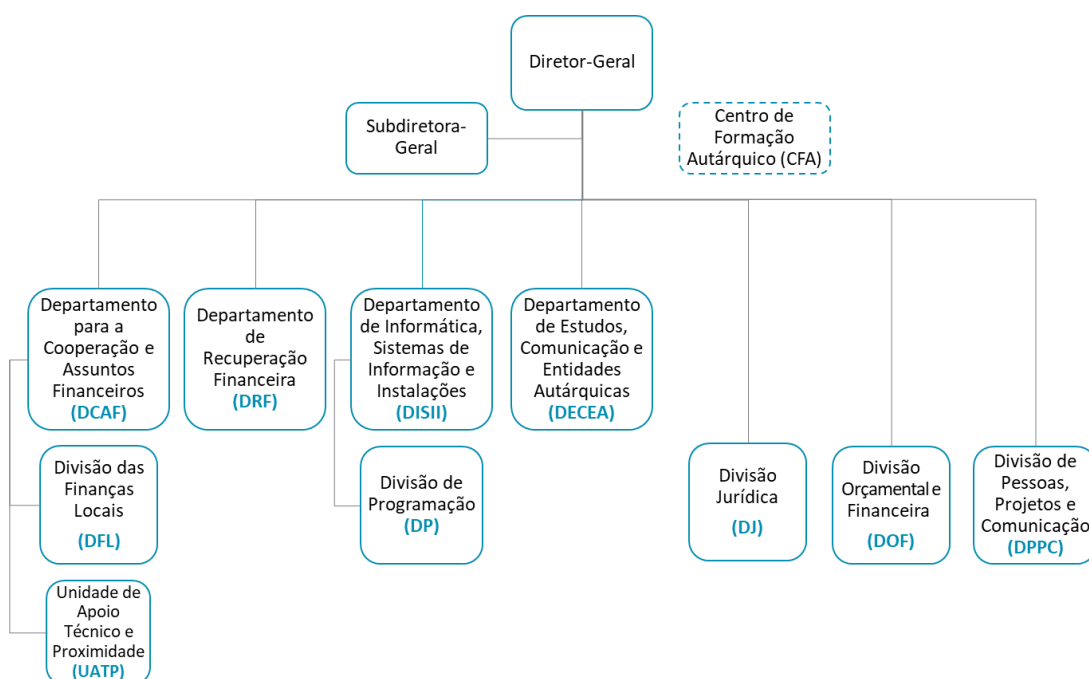 Diretor-Geral
Subdiretora-
Geral
Centro de
Formação
Autárquico (CFA)
Departamento
para a
Cooperação e
Assuntos
Financeiros
(DCAF)
Departamento
de
Recuperação
Financeira
(DRF)
Departamento
de Informática,
Sistemas de
Informação e
Instalações
(DISII)
Departamento
de Estudos,
Comunicação e
Entidades
Autárquicas
(DECEA)
Divisão das
Finanças
Locais
(DFL)
Divisão de
Programação
(DP)
Divisão
Jurídica
(DJ)
Divisão
Orçamental e
Financeira
(DOF)
Divisão de
Pessoas,
Projetos e
Comunicação
(DPPC)
Unidade de
Apoio
Técnico e
Proximidade
(UATP)